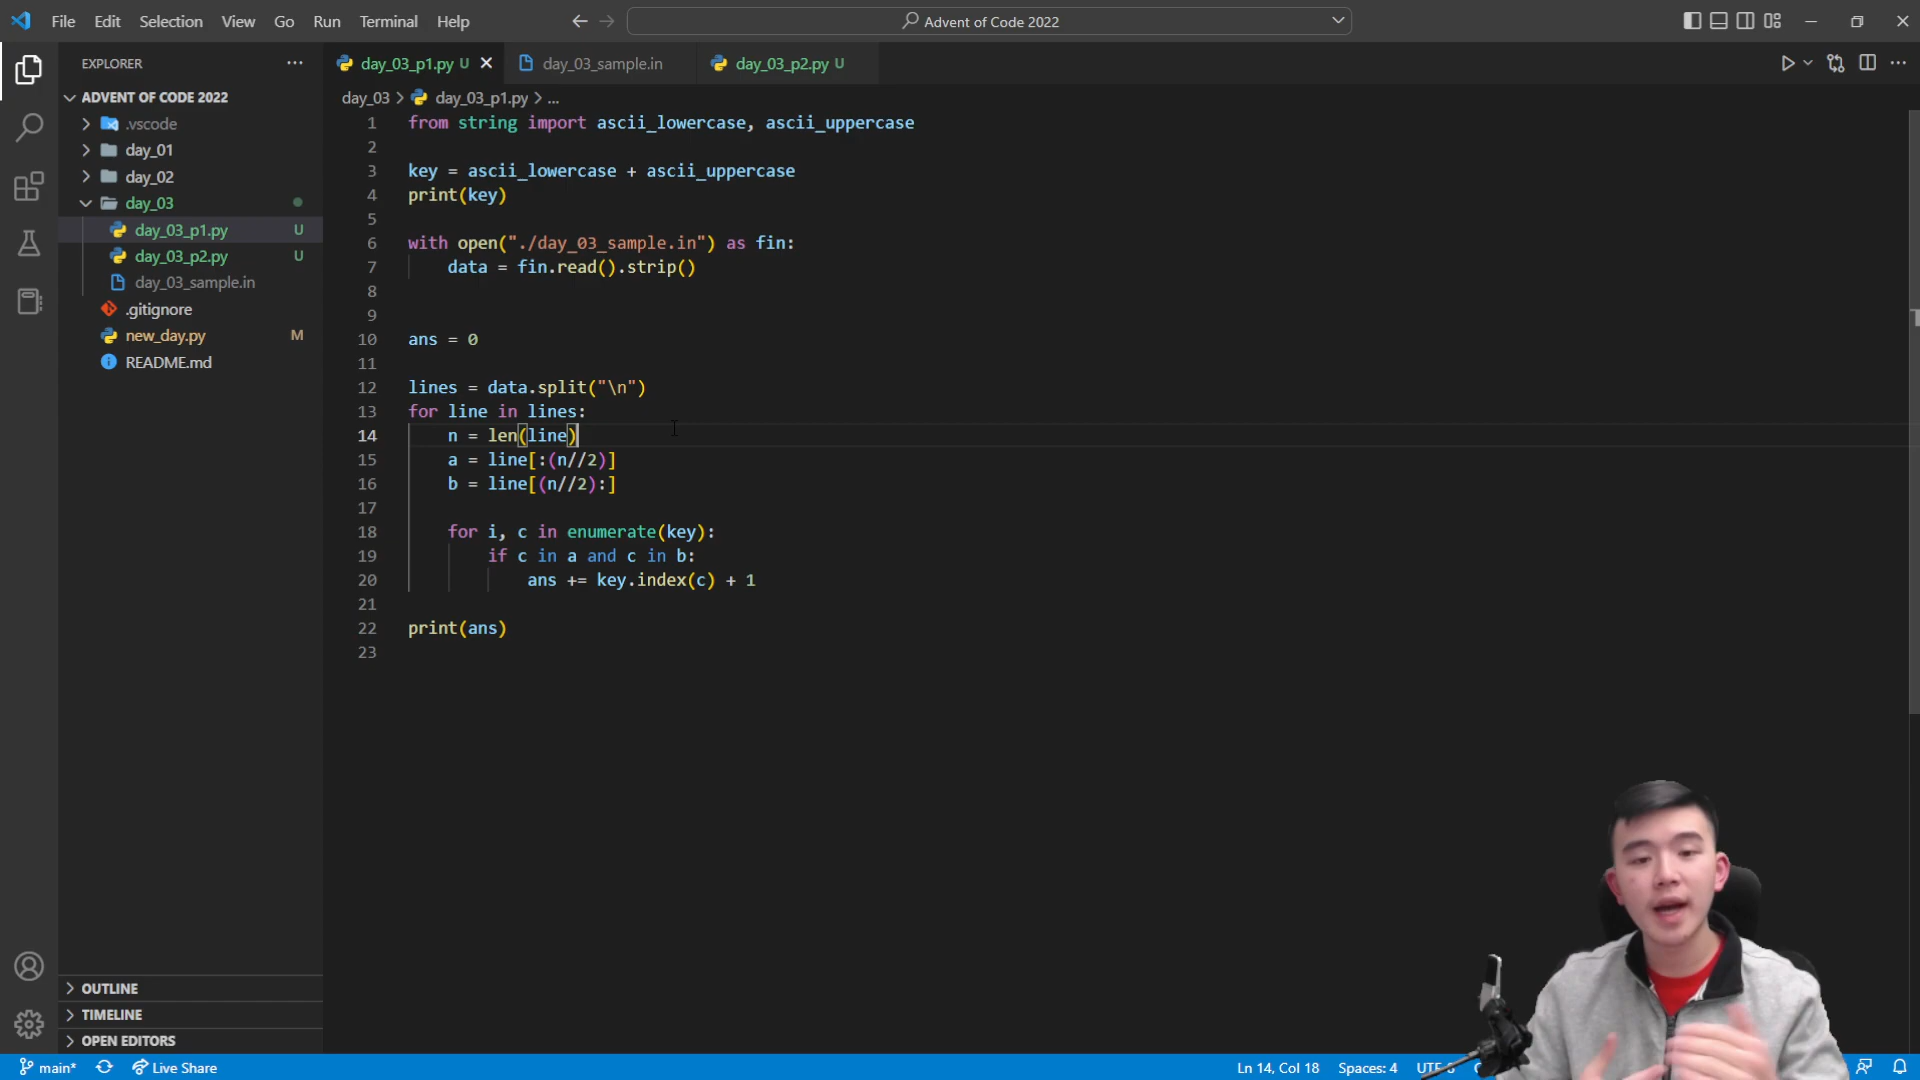 File Edit Selection View Go Run Terminal Help
Advent of Code 2022
EXPLORER
ADVENT OF CODE 2022
.vscode
day_01
day_02
day_03
day_03_p1.py U
day_03_p2.py U
day_03_sample.in
.gitignore
new_day.py M
README.md
OUTLINE
TIMELINE
OPEN EDITORS
day_03_p1.py U day_03_sample.in day_03_p2.py U
day_03 > day_03_p1.py > ...
1 from string import ascii_lowercase, ascii_uppercase
2
3 key = ascii_lowercase + ascii_uppercase
4 print(key)
5
6 with open("./day_03_sample.in") as fin:
7 data = fin.read().strip()
8
9
10 ans = 0
11
12 lines = data.split("\n")
13 for line in lines:
14 n = len(line)
15 a = line[:(n//2)]
16 b = line[(n//2):]
17
18 for i, c in enumerate(key):
19 if c in a and c in b:
20 ans += key.index(c) + 1
21
22 print(ans)
23
main* Live Share Ln 14, Col 18 Spaces: 4